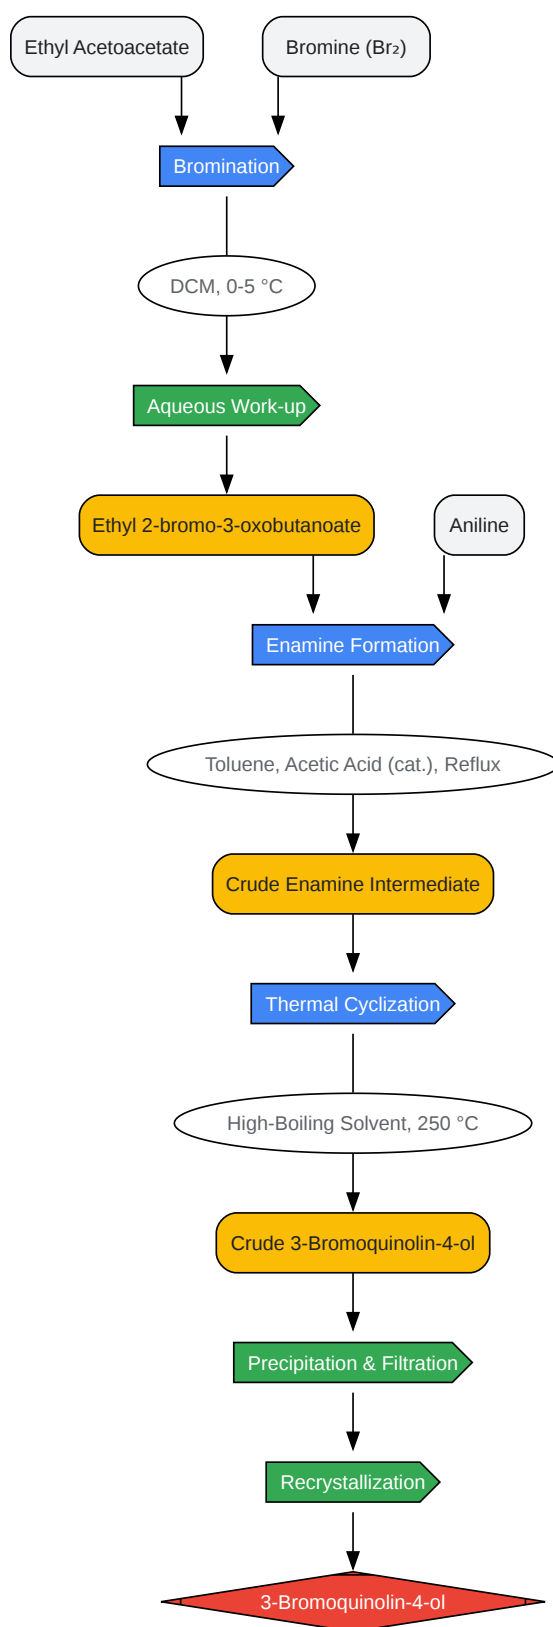 Ethyl Acetoacetate
Bromine (Br₂)
Bromination
DCM, 0-5 °C
Aqueous Work-up
Ethyl 2-bromo-3-oxobutanoate
Aniline
Enamine Formation
Toluene, Acetic Acid (cat.), Reflux
Crude Enamine Intermediate
Thermal Cyclization
High-Boiling Solvent, 250 °C
Crude 3-Bromoquinolin-4-ol
Precipitation & Filtration
Recrystallization
3-Bromoquinolin-4-ol